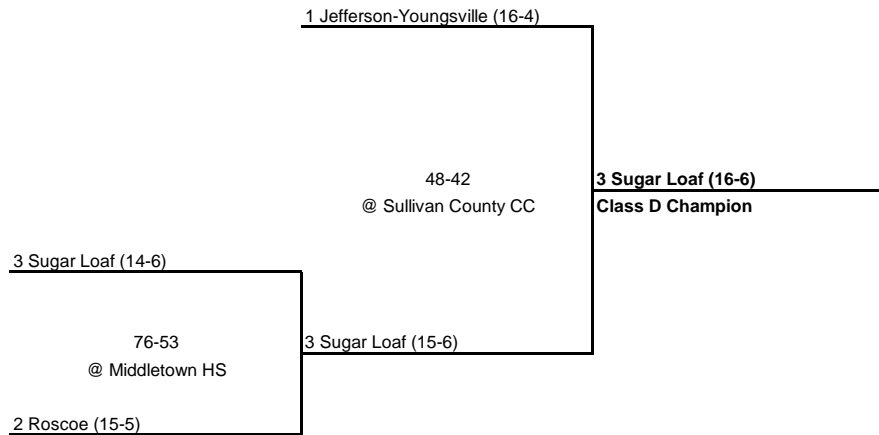 1 Jefferson-Youngsville (16-4)
48-42
@ Sullivan County CC
3 Sugar Loaf (16-6)
Class D Champion
3 Sugar Loaf (14-6)
76-53
@ Middletown HS
3 Sugar Loaf (15-6)
2 Roscoe (15-5)